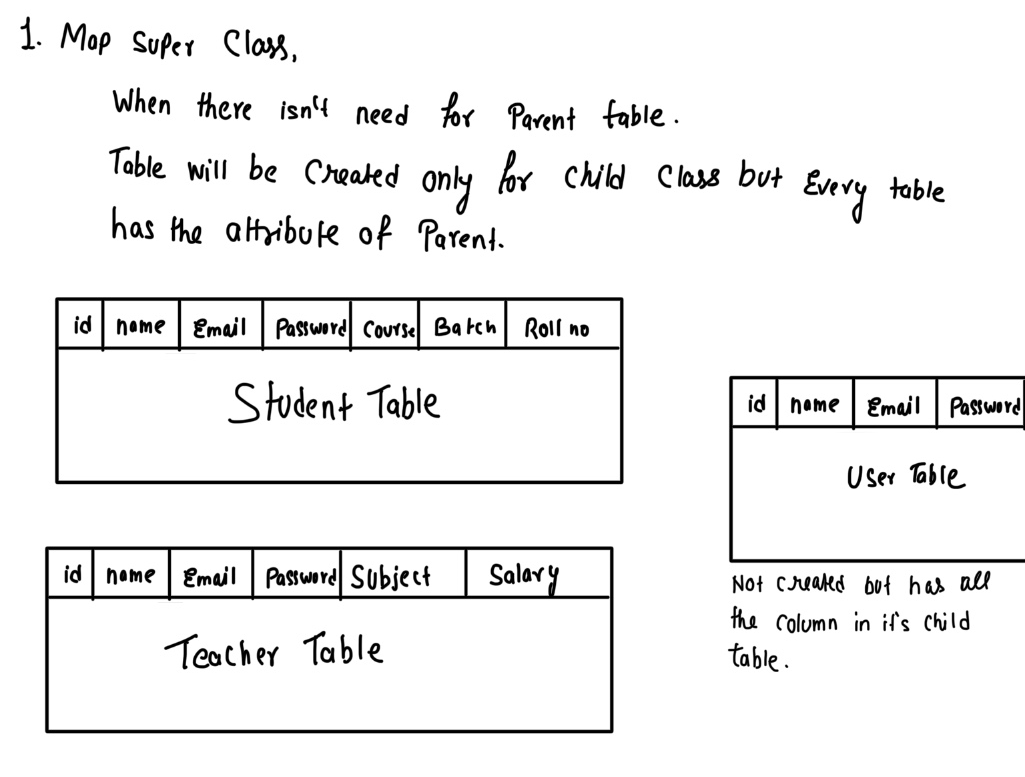 1. Map Super Class,
When there isn't need for Parent table.
Table will be Created only for child Class but Every table
has the attribute of Parent.
id name Email Password Course Batch Roll no
Student Table
id name Email Password
User Table
Not created but has all
the column in it's child
table.
id name Email Password Subject Salary
Teacher Table